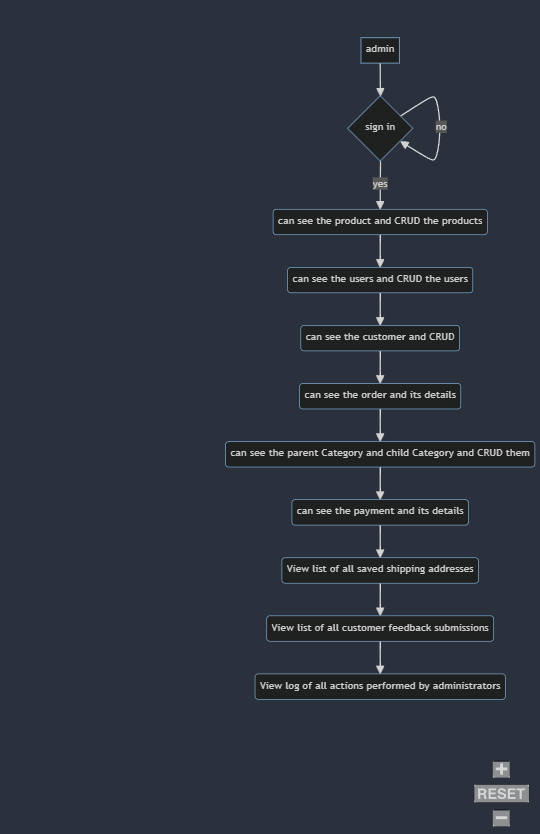 admin
sign in
no
yes
can see the product and CRUD the products
can see the users and CRUD the users
can see the customer and CRUD
can see the order and its details
can see the parent Category and child Category and CRUD them
can see the payment and its details
View list of all saved shipping addresses
View list of all customer feedback submissions
View log of all actions performed by administrators
+
RESET
−